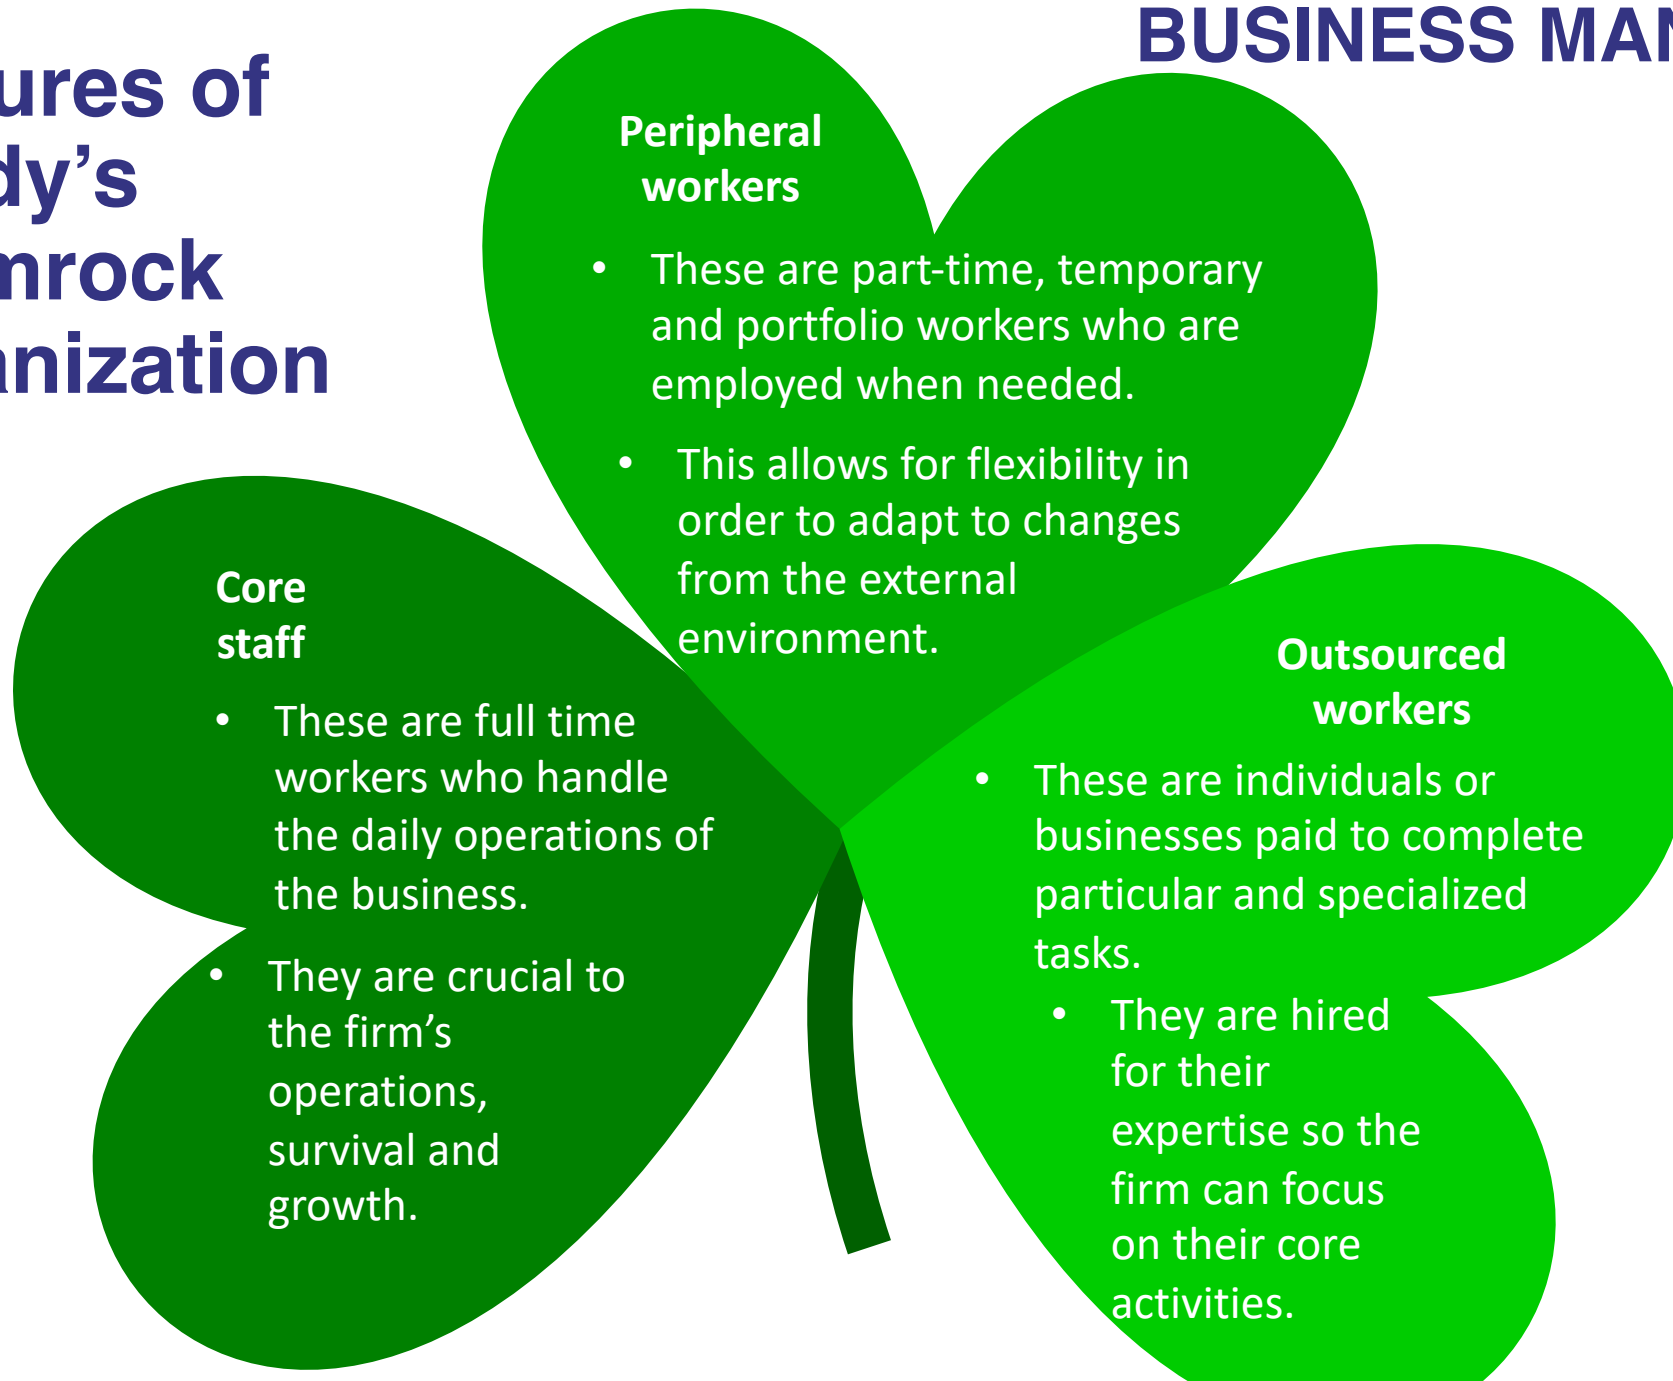 ures of
dy’s
mrock
anization
BUSINESS MAN
Peripheral
workers
• These are part-time, temporary
and portfolio workers who are
employed when needed.
• This allows for flexibility in
order to adapt to changes
from the external
environment.
Core
staff
• These are full time
workers who handle
the daily operations of
the business.
• They are crucial to
the firm’s
operations,
survival and
growth.
Outsourced
workers
• These are individuals or
businesses paid to complete
particular and specialized
tasks.
• They are hired
for their
expertise so the
firm can focus
on their core
activities.